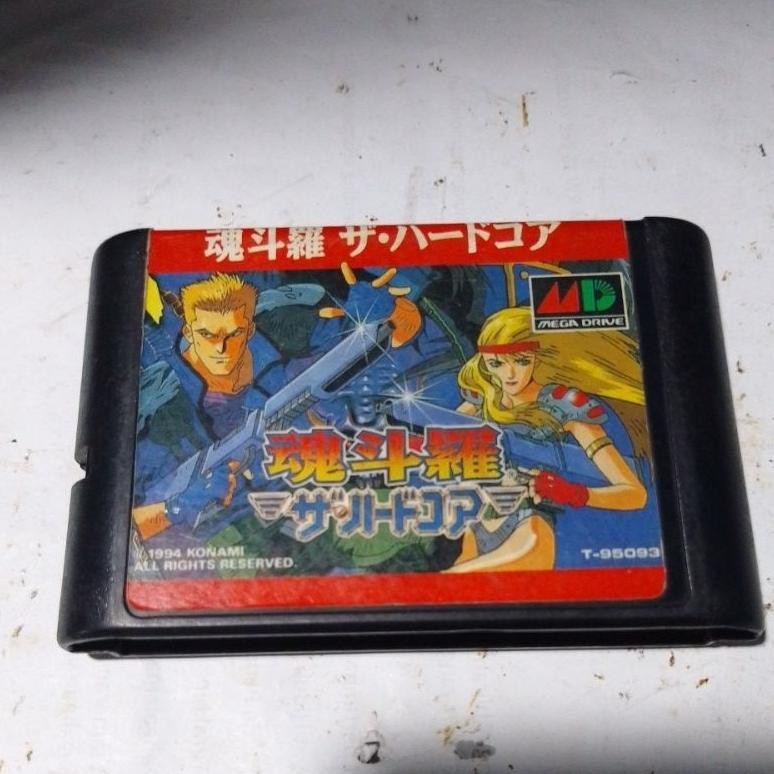 魂斗羅 ザ・ハードコア
MEGA DRIVE
魂斗羅
ザ・ハードコア
1994 KONAMI
ALL RIGHTS RESERVED.
T-95093